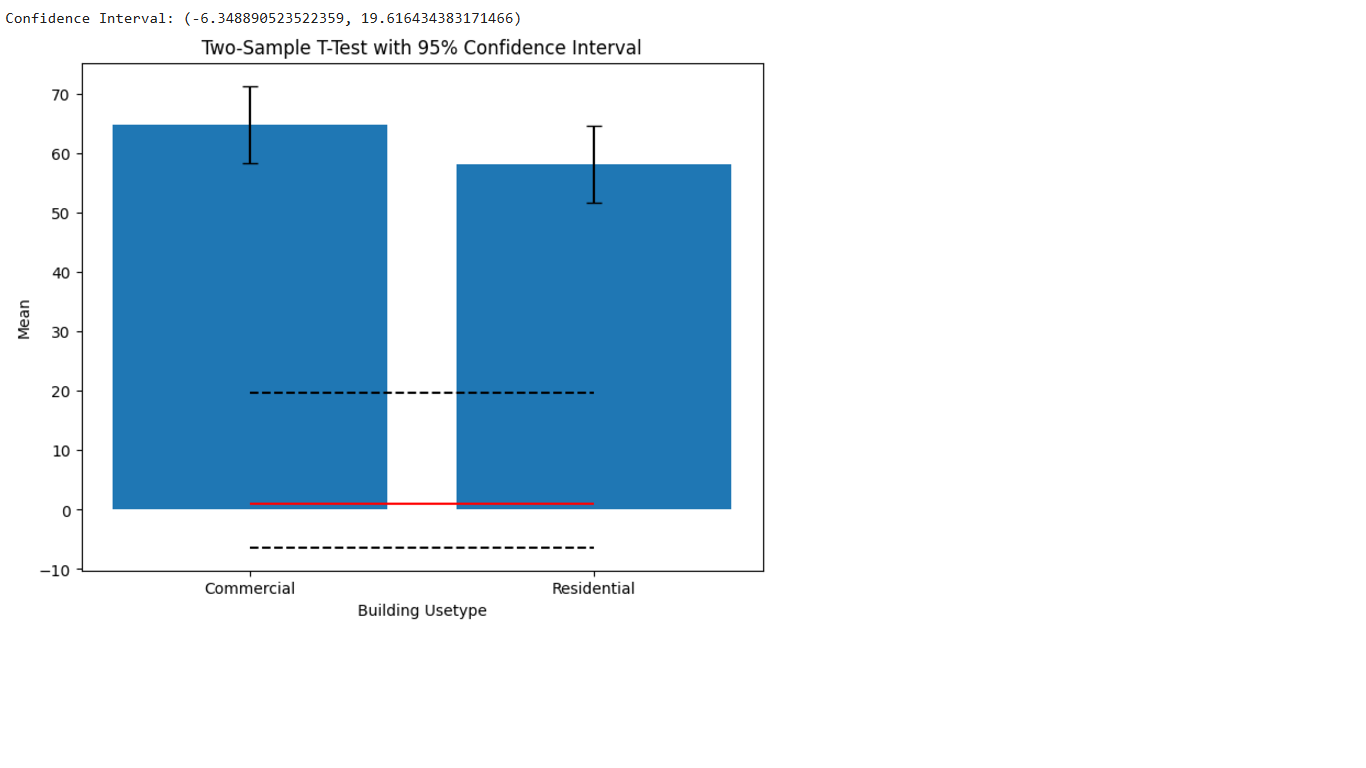 Confidence Interval: (-6.348890523522359, 19.616434383171466)
Two-Sample T-Test with 95% Confidence Interval
70
60
50
40
30
20
10
0
−10
Mean
Commercial Residential
Building Usetype